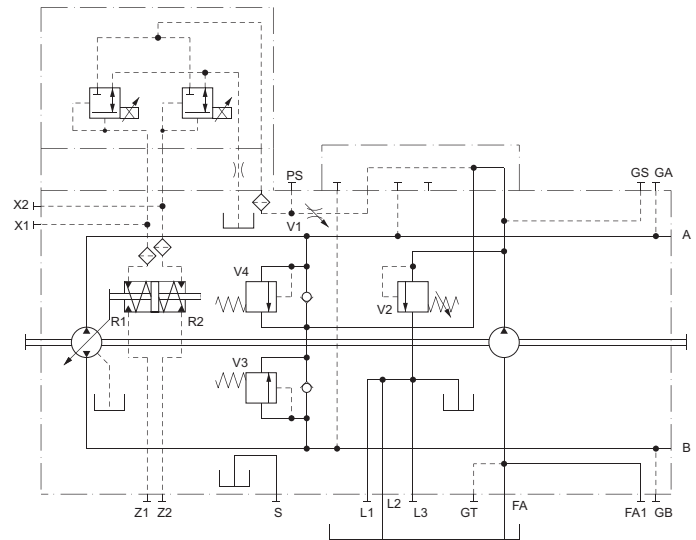 PS
GS GA
X2
X1
V1
A
V4
V2
R1 R2
V3
B
Z1 Z2 S L1 L2 L3 GT FA FA1 GB